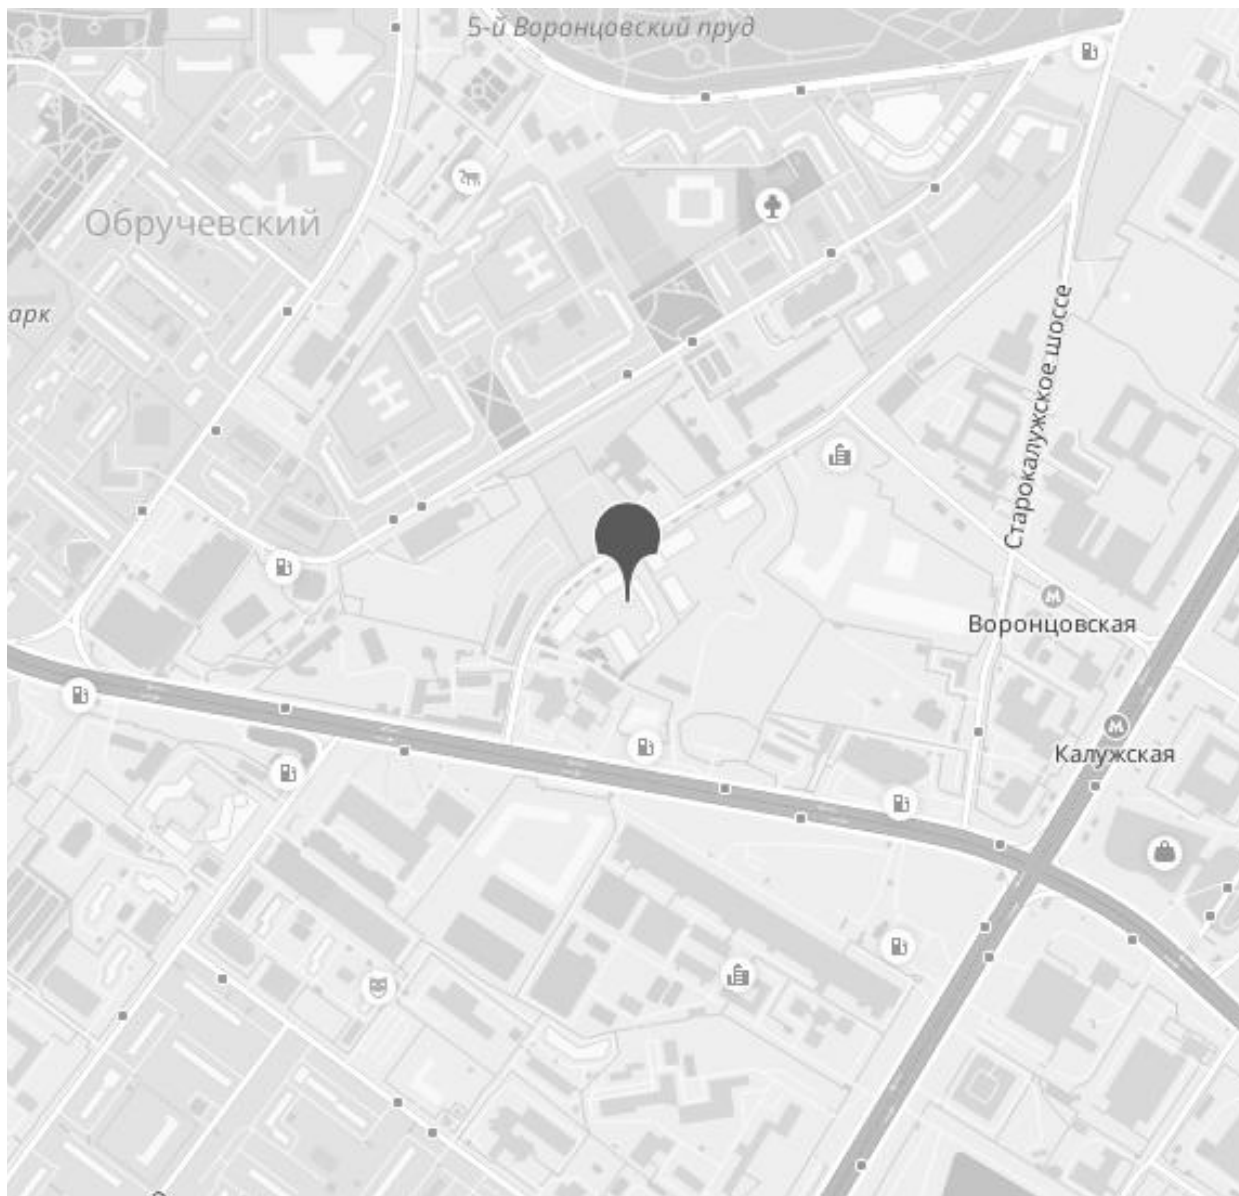 5-й Воронцовский пруд
Обручевский
арк
Старокалужское шоссе
Воронцовская
Калужская